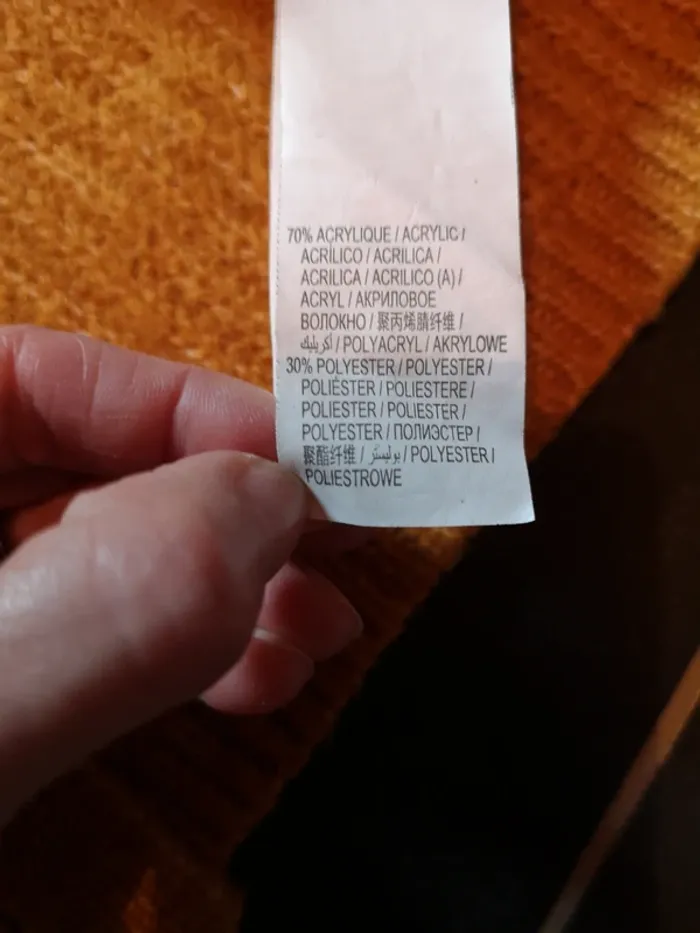 70% ACRYLIQUE / ACRYLIC /
ACRÍLICO / ACRILICA /
ACRILICA / ACRILICO (A) /
ACRYL / АКРИЛОВОЕ
ВОЛОКНО / 聚丙烯腈纤维 /
أكريليك / POLYACRYL / AKRYLOWE
30% POLYESTER / POLYESTER /
POLIÉSTER / POLIESTERE /
POLIESTER / POLIESTER /
POLYESTER / ПОЛИЭСТЕР /
聚酯纤维 / بوليستر / POLYESTER /
POLIESTROWE